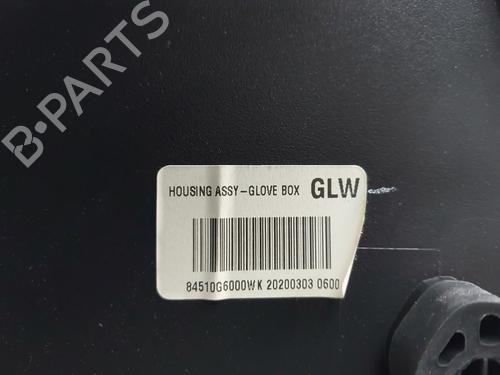 B-PARTS
HOUSING ASSY-GLOVE BOX GLW
84510G6000WK 20200303 0600